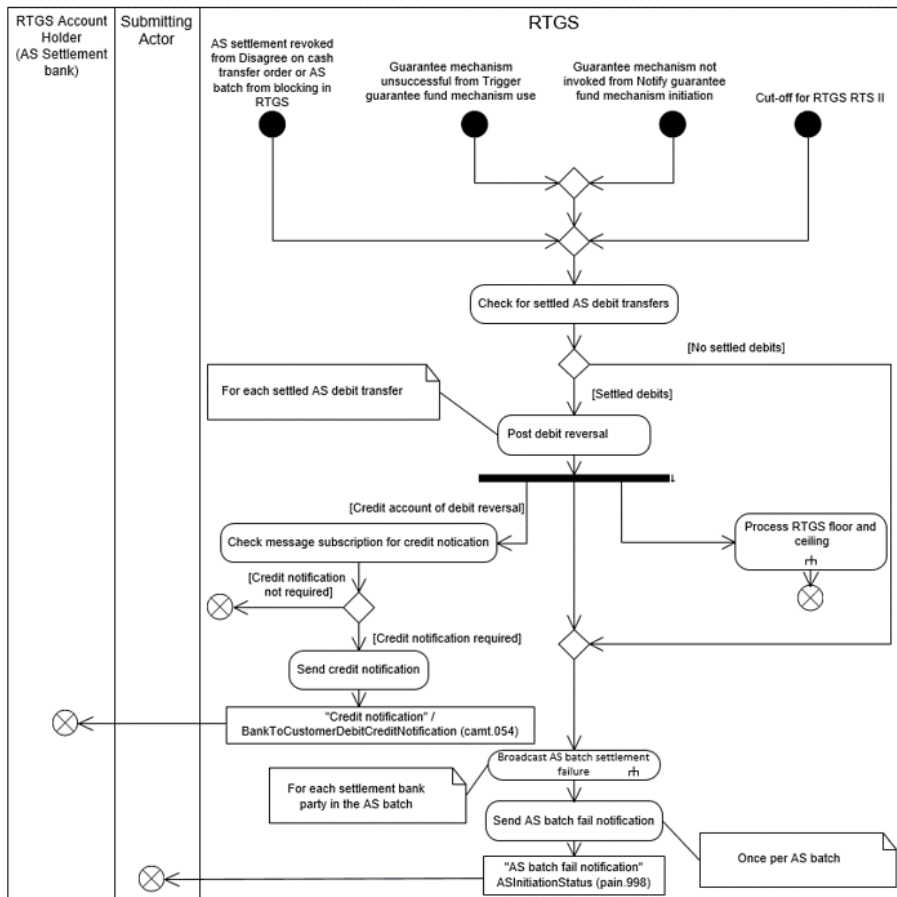 RTGS Account
Holder
(AS Settlement
bank)
Submitting
Actor
RTGS
AS settlement revoked
from Disagree on cash
transfer order or AS
batch from blocking in
RTGS
Guarantee mechanism
unsuccessful from Trigger
guarantee fund mechanism
use
Guarantee mechanism not
invoked from Notify guarantee
fund mechanism initiation
Cut-off for RTGS RTS II
Check for settled AS debit transfers
[No settled debits]
For each settled AS debit transfer
[Settled debits]
Post debit reversal
[Credit account of debit reversal]
Check message subscription for credit notication
Process RTGS floor and
ceiling
[Credit notification
not required]
[Credit notification required]
Send credit notification
"Credit notification" /
BankToCustomerDebitCreditNotification (camt.054)
Broadcast AS batch settlement
failure
For each settlement bank
party in the AS batch
Send AS batch fail notification
Once per AS batch
"AS batch fail notification"
ASInitiationStatus (pain.998)